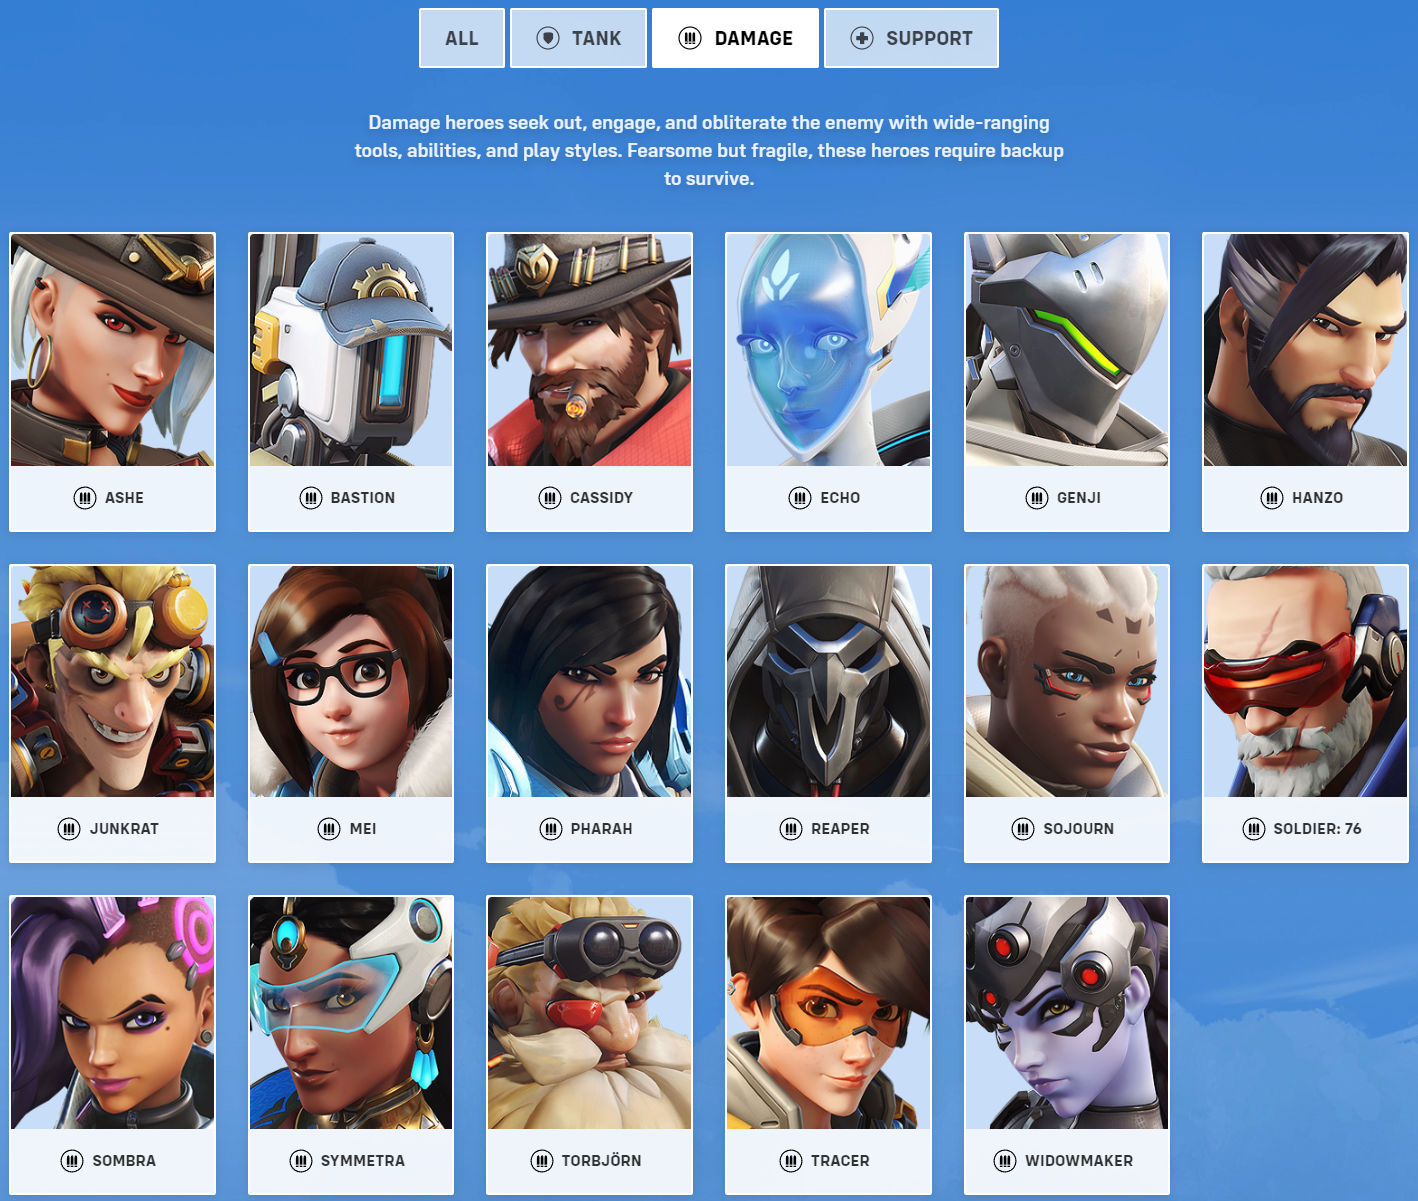 ALL
TANK
DAMAGE
SUPPORT
Damage heroes seek out, engage, and obliterate the enemy with wide-ranging
tools, abilities, and play styles. Fearsome but fragile, these heroes require backup
to survive.
ASHE
BASTION
CASSIDY
ECHO
GENJI
HANZO
JUNKRAT
MEI
PHARAH
REAPER
SOJOURN
SOLDIER: 76
SOMBRA
SYMMETRA
TORBJÖRN
TRACER
WIDOWMAKER